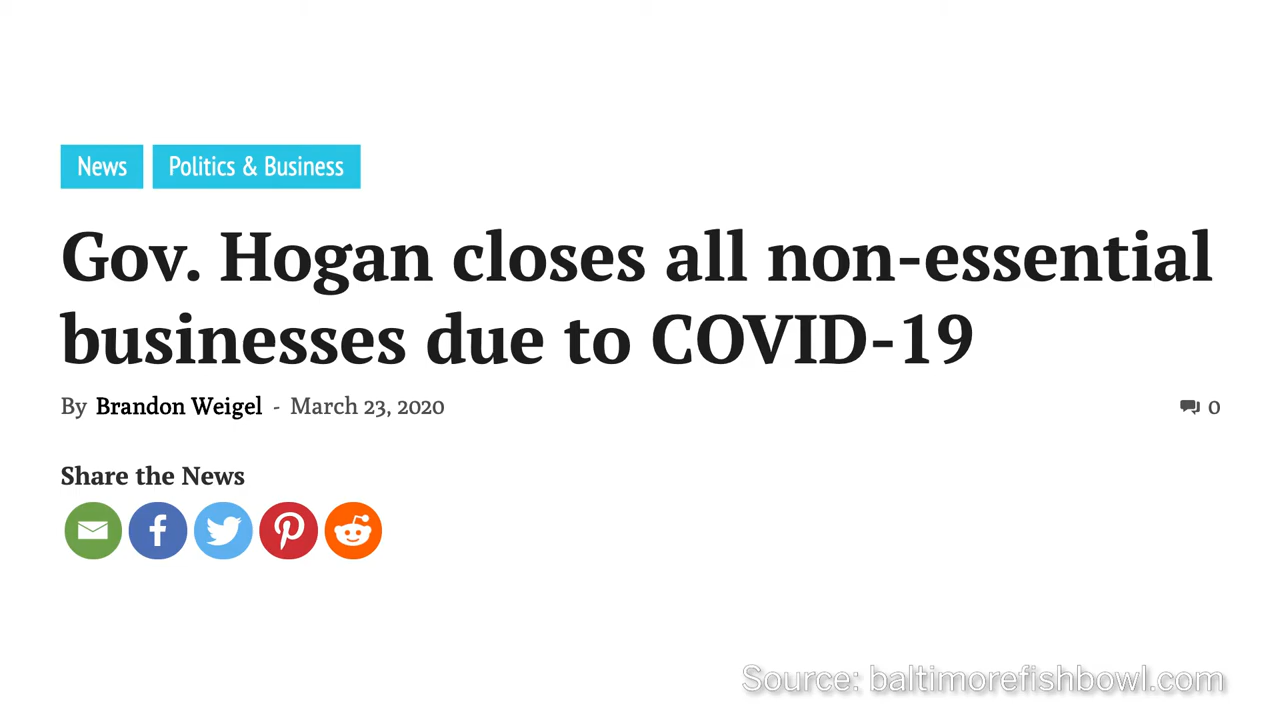 News Politics & Business
Gov. Hogan closes all non-essential
businesses due to COVID-19
By Brandon Weigel - March 23, 2020 0
Share the News
Source: baltimorefishbowl.com